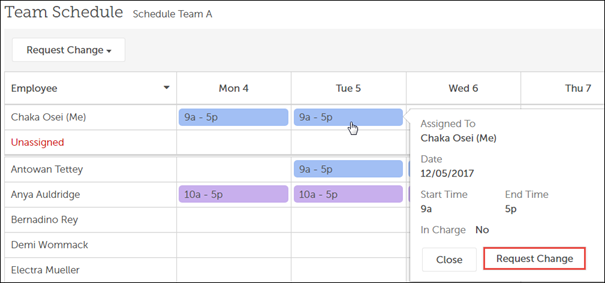 Team Schedule Schedule Team A
Request Change
Employee Mon 4 Tue 5 Wed 6 Thu 7
Chaka Osei (Me) 9a - 5p 9a - 5p
Unassigned
Antowan Tettey 9a - 5p
Anya Auldridge 10a - 5p 10a - 5p
Bernadino Rey
Demi Wommack
Electra Mueller
Assigned To
Chaka Osei (Me)
Date
12/05/2017
Start Time End Time
9a 5p
In Charge No
Close Request Change